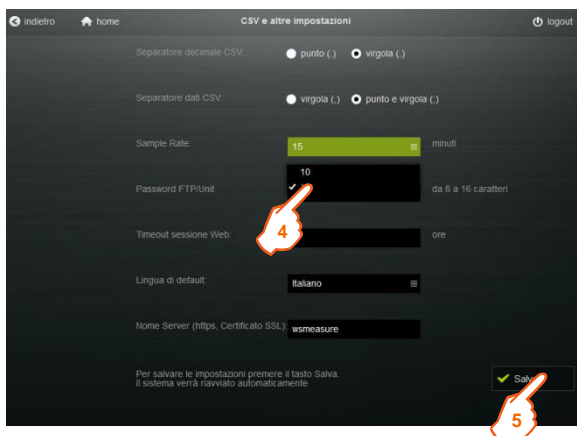 indietro home CSV e altre impostazioni logout
Separatore decimale CSV: punto (.) virgola (,)
Separatore dati CSV: virgola (,) punto e virgola (;)
Sample Rate: 15 minuti
10
Password FTP/Unit da 8 a 16 caratteri
4
Timeout sessione Web: ore
Lingua di default: Italiano
Nome Server (https, Certificato SSL): wsmeasure
Per salvare le impostazioni premere il tasto Salva.
Il sistema verrà riavviato automaticamente
5